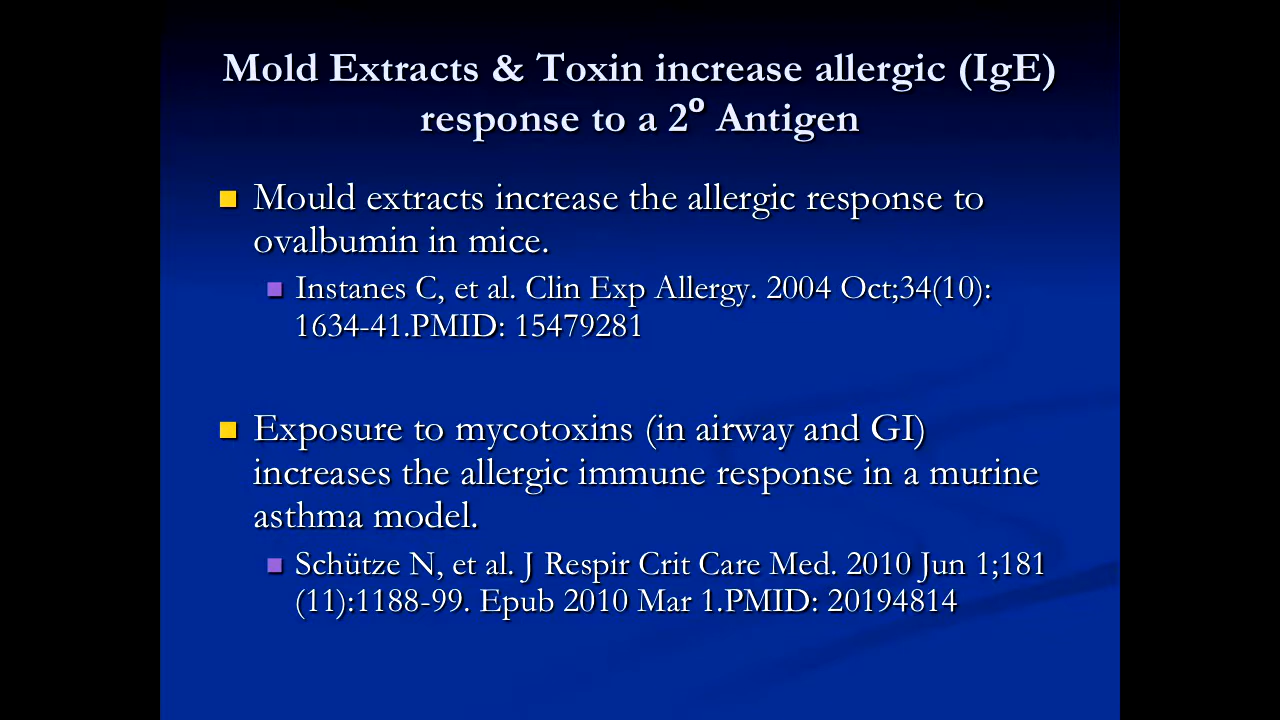 Mold Extracts & Toxin increase allergic (IgE)
response to a 2º Antigen
Mould extracts increase the allergic response to
ovalbumin in mice.
Instanes C, et al. Clin Exp Allergy. 2004 Oct;34(10):
1634-41.PMID: 15479281
Exposure to mycotoxins (in airway and GI)
increases the allergic immune response in a murine
asthma model.
Schütze N, et al. J Respir Crit Care Med. 2010 Jun 1;181
(11):1188-99. Epub 2010 Mar 1.PMID: 20194814